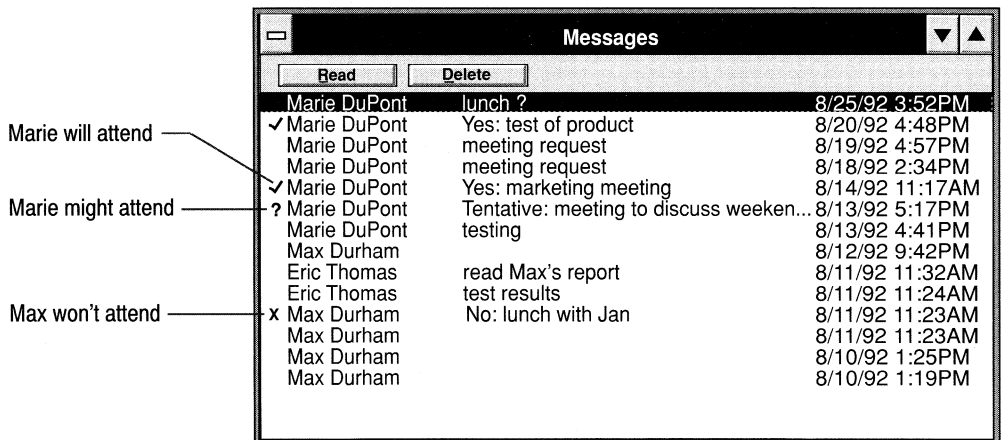 Messages
Read Delete
Marie DuPont lunch ? 8/25/92 3:52PM
✓ Marie DuPont Yes: test of product 8/20/92 4:48PM
Marie DuPont meeting request 8/19/92 4:57PM
Marie DuPont meeting request 8/18/92 2:34PM
✓ Marie DuPont Yes: marketing meeting 8/14/92 11:17AM
? Marie DuPont Tentative: meeting to discuss weeken... 8/13/92 5:17PM
Marie DuPont testing 8/13/92 4:41PM
Max Durham 8/12/92 9:42PM
Eric Thomas read Max's report 8/11/92 11:32AM
Eric Thomas test results 8/11/92 11:24AM
x Max Durham No: lunch with Jan 8/11/92 11:23AM
Max Durham 8/11/92 11:23AM
Max Durham 8/10/92 1:25PM
Max Durham 8/10/92 1:19PM
Marie will attend
Marie might attend
Max won't attend